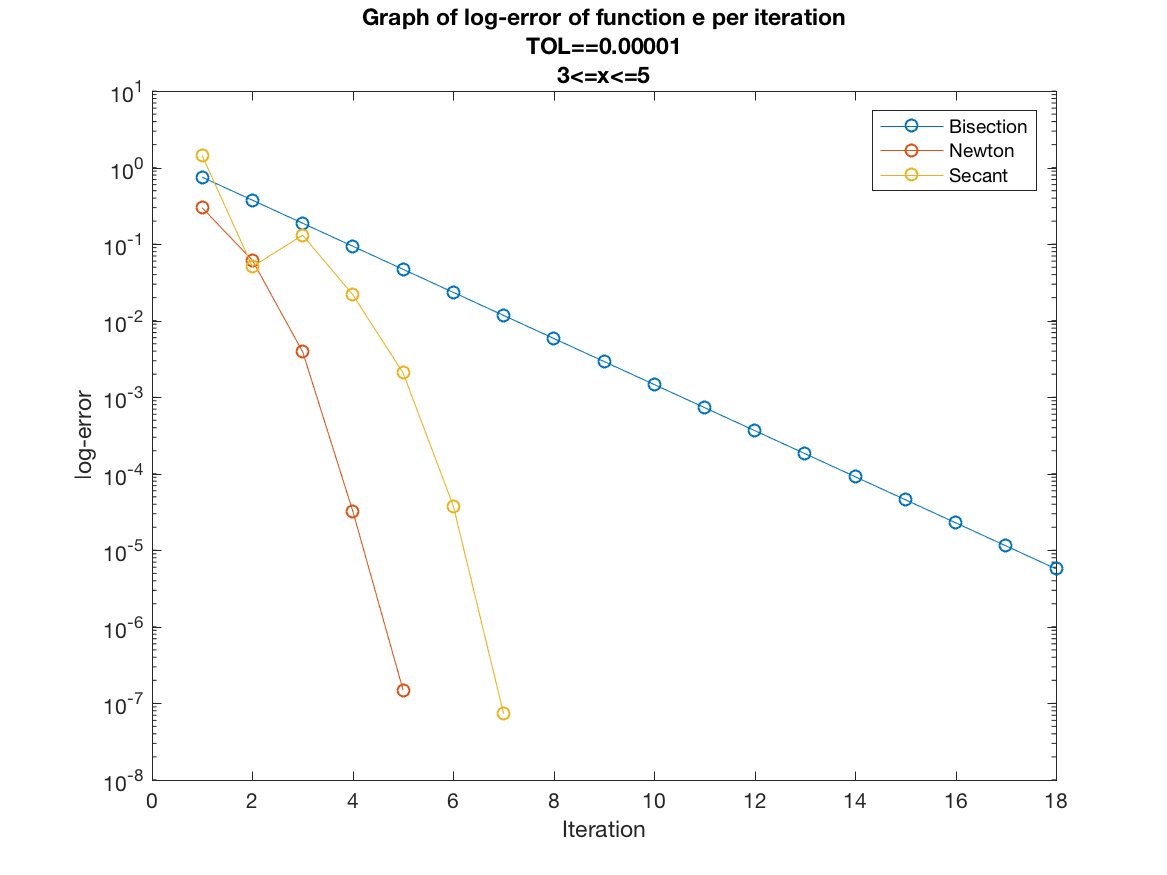 Graph of log-error of function e per iteration
TOL==0.00001
3<=x<=5
10^1
10^0
10^-1
10^-2
10^-3
10^-4
10^-5
10^-6
10^-7
10^-8
log-error
Bisection
Newton
Secant
0 2 4 6 8 10 12 14 16 18
Iteration